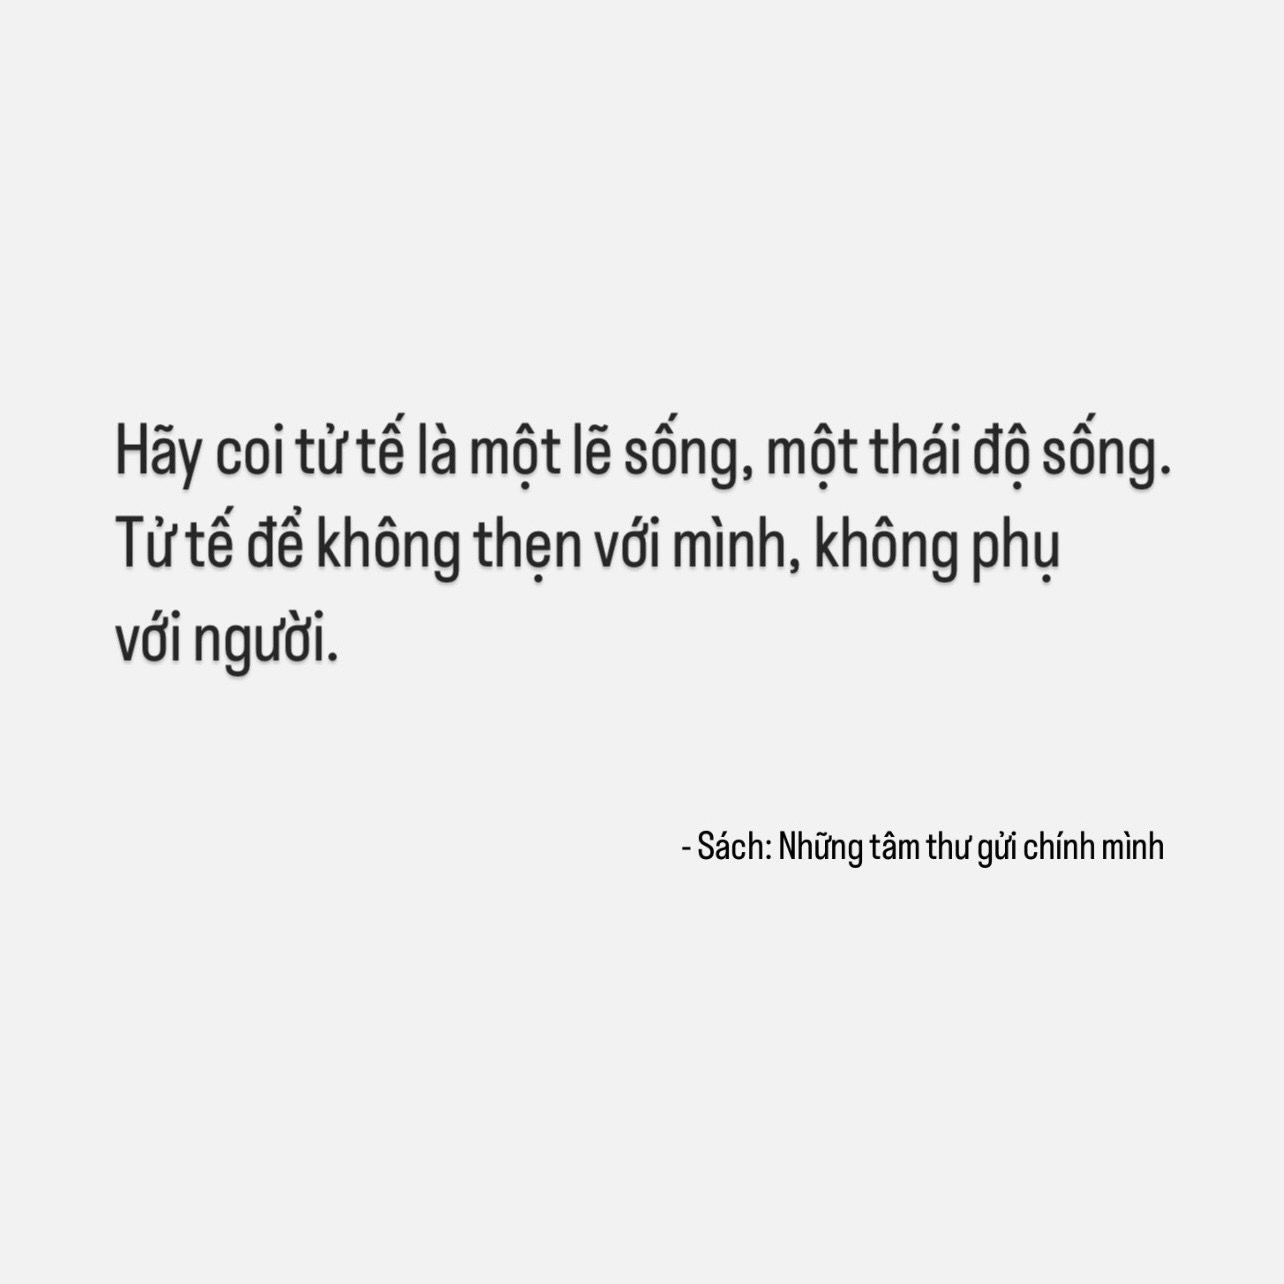 Hãy coi tử tế là một lẽ sống, một thái độ sống.
Tử tế để không thẹn với mình, không phụ
với người.
- Sách: Những tâm thư gửi chính mình